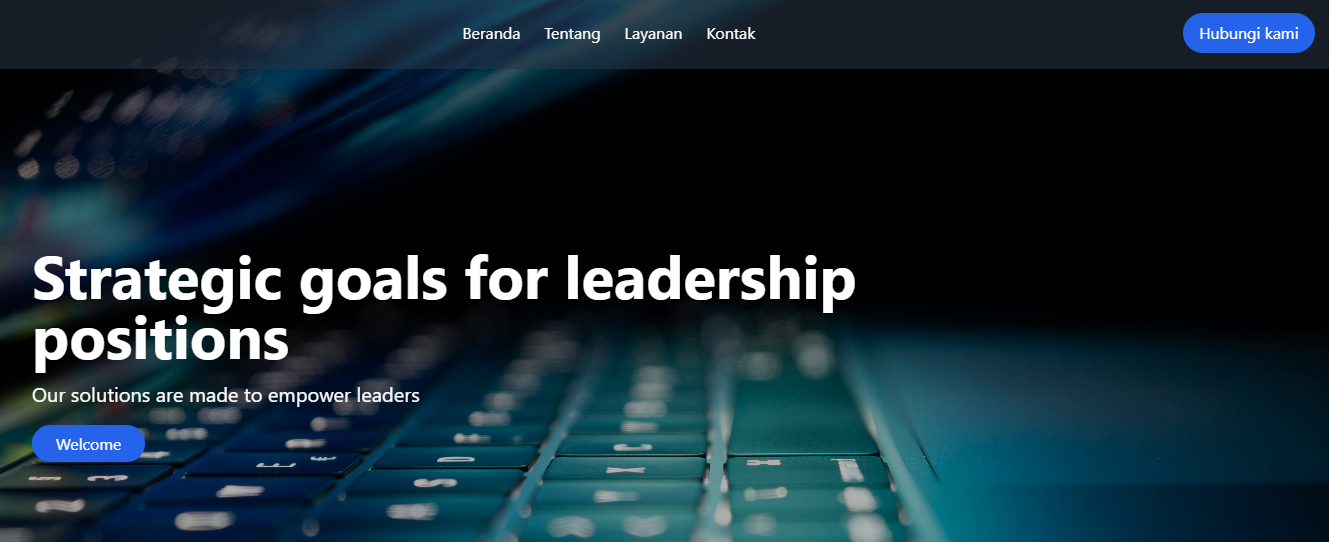 Beranda Tentang Layanan Kontak Hubungi kami
Strategic goals for leadership
positions
Our solutions are made to empower leaders
Welcome